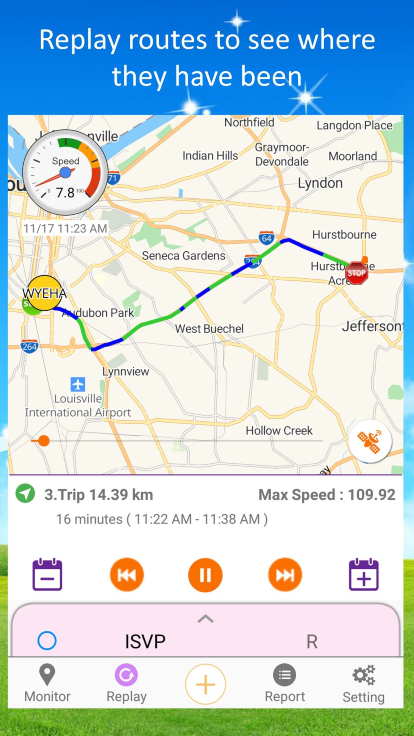 Replay routes to see where
they have been
Northfield
Langdon Place
Graymoor-
Devondale
Indian Hills
Moorland
Speed
7.8
100
71
Lyndon
11/17 11:23 AM
64
Hurstbourne
Seneca Gardens
Hurstbourne
Acres
STOP
WYEHA
Audubon Park
West Buechel
Jefferson
264
Lynnview
Louisville
International Airport
Hollow Creek
3.Trip 14.39 km
Max Speed : 109.92
16 minutes ( 11:22 AM - 11:38 AM )
ISVP
R
Monitor
Replay
Report
Setting